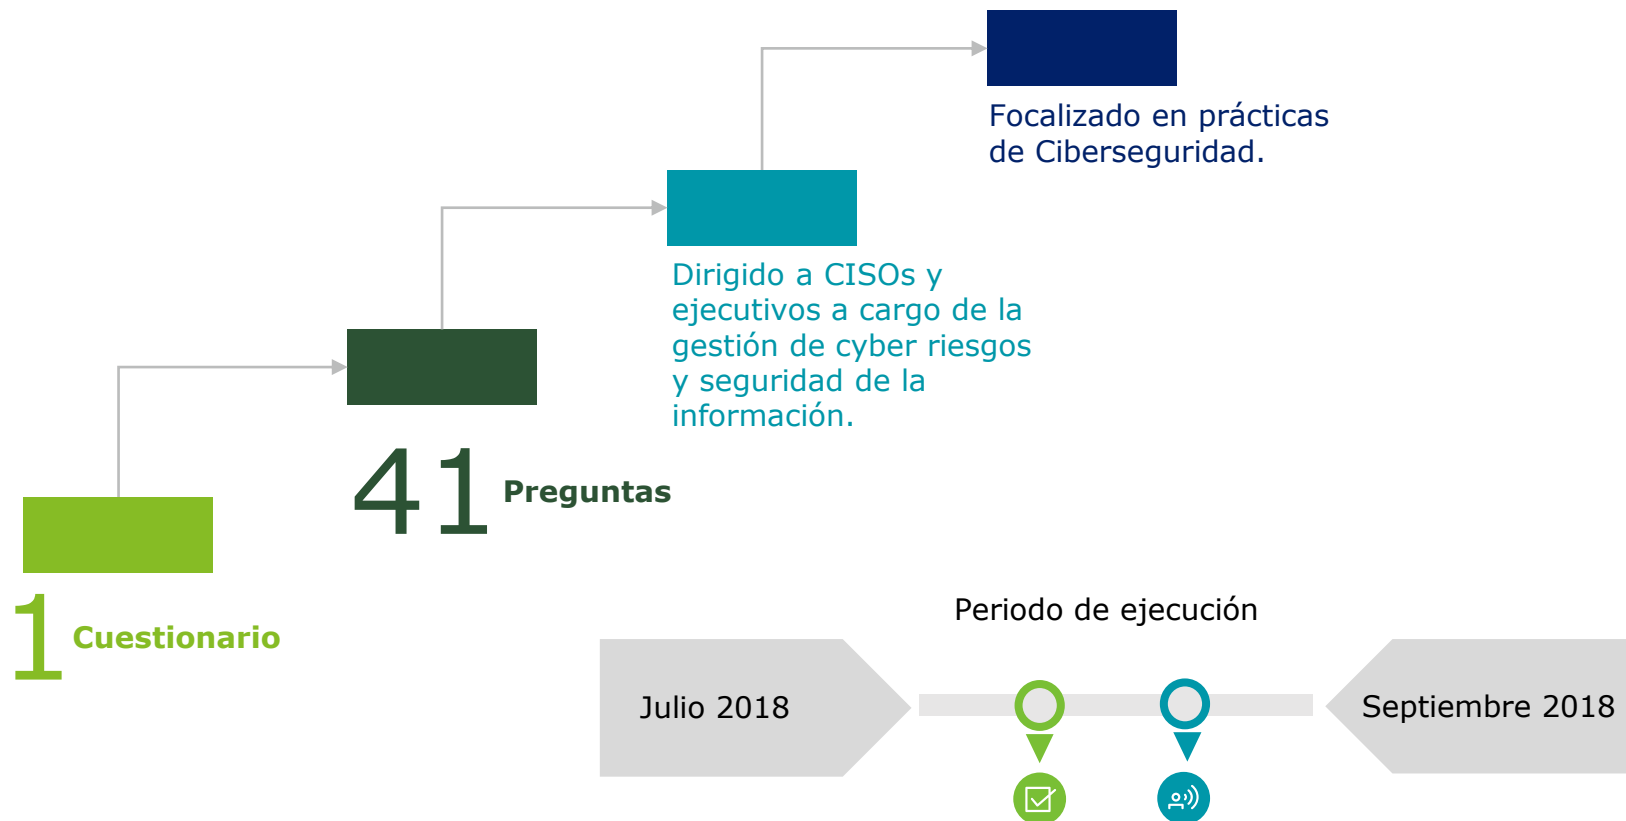 Focalizado en prácticas
de Ciberseguridad.
Dirigido a CISOs y
ejecutivos a cargo de la
gestión de cyber riesgos
y seguridad de la
información.
41 Preguntas
1 Cuestionario
Periodo de ejecución
Julio 2018
Septiembre 2018